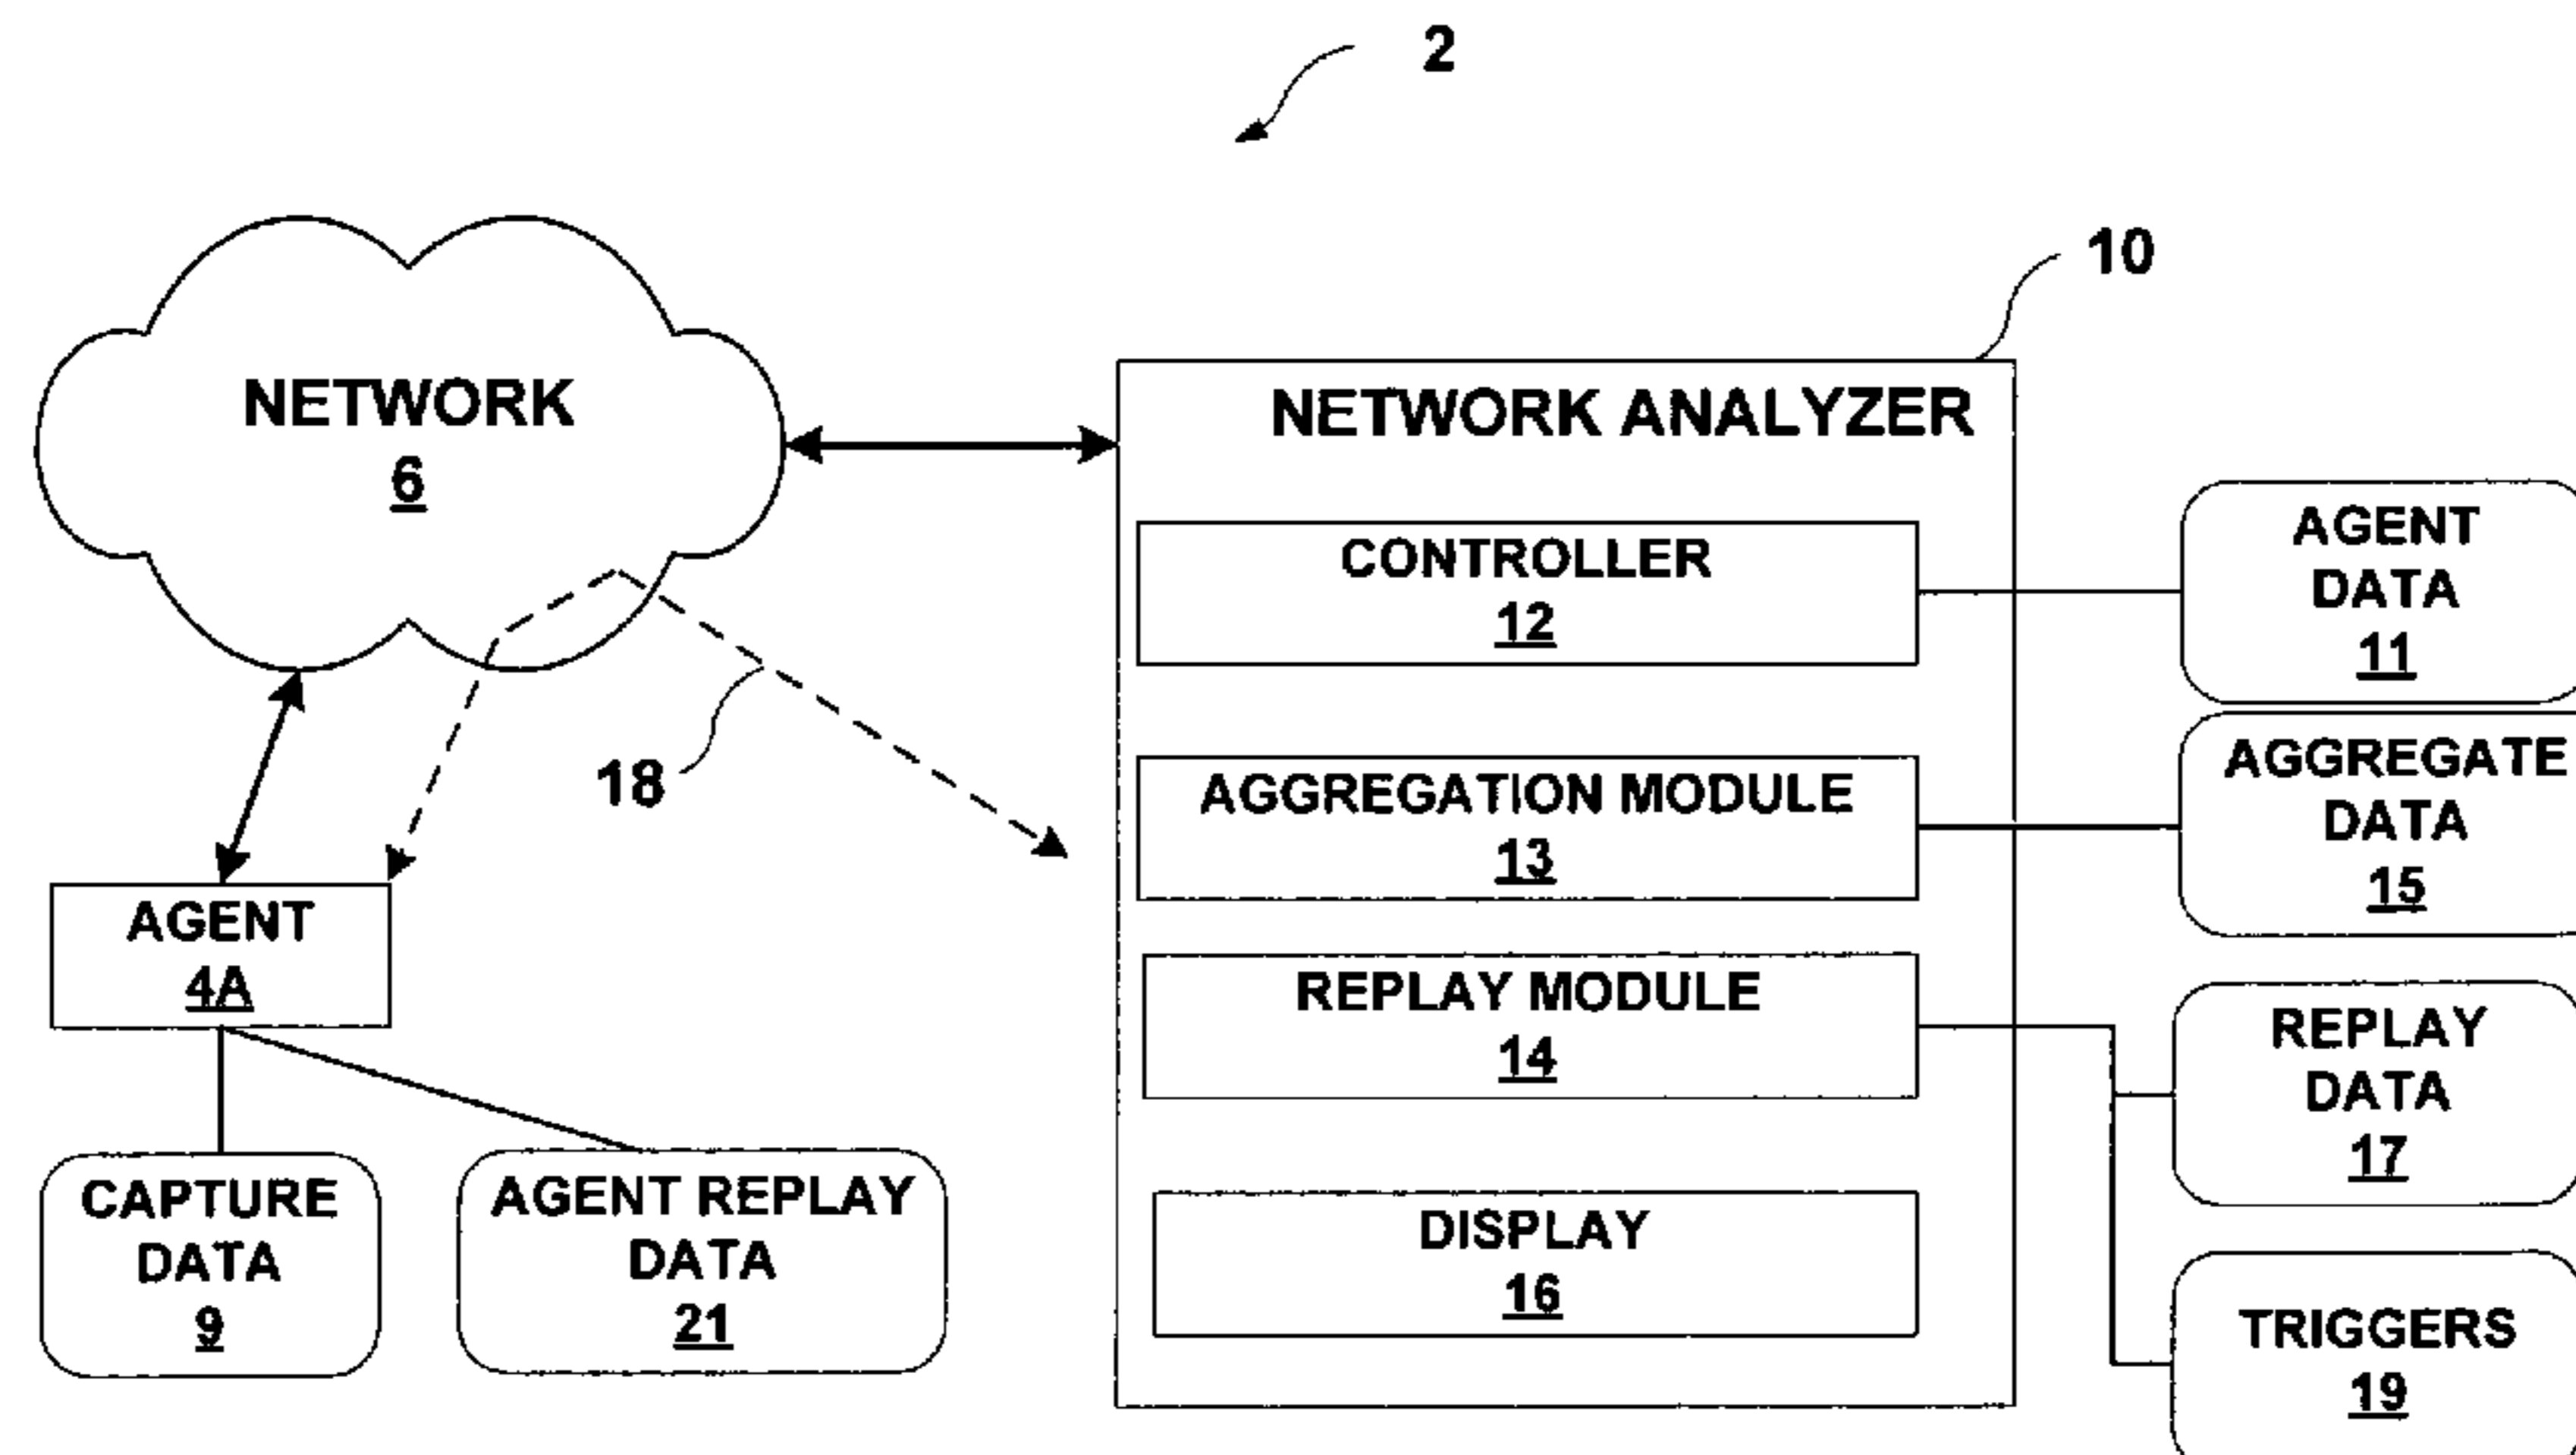 2
10
NETWORK
6
NETWORK ANALYZER
CONTROLLER
12
AGENT
DATA
11
18
AGGREGATION MODULE
13
AGGREGATE
DATA
15
AGENT
4A
REPLAY MODULE
14
REPLAY
DATA
17
CAPTURE
DATA
9
AGENT REPLAY
DATA
21
DISPLAY
16
TRIGGERS
19